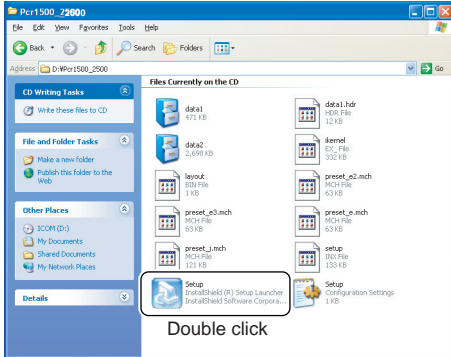 Pcr1500_22600
File Edit View Favorites Tools Help
Back Search Folders
Address D:\Pcr1500_2500 Go
Files Currently on the CD
CD Writing Tasks
Write these files to CD
File and Folder Tasks
Make a new folder
Publish this folder to the
Web
Other Places
ICOM (D:)
My Documents
Shared Documents
My Network Places
Details
data1
471 KB
data1.hdr
HDR File
12 KB
data2
2,698 KB
ikernel
EX_ File
332 KB
layout
BIN File
1 KB
preset_e2.mch
MCH File
63 KB
preset_e3.mch
MCH File
63 KB
preset_e.mch
MCH File
63 KB
preset_j.mch
MCH File
121 KB
setup
INX File
133 KB
Setup
InstallShield (R) Setup Launcher
InstallShield Software Corpora...
Setup
Configuration Settings
1 KB
Double click